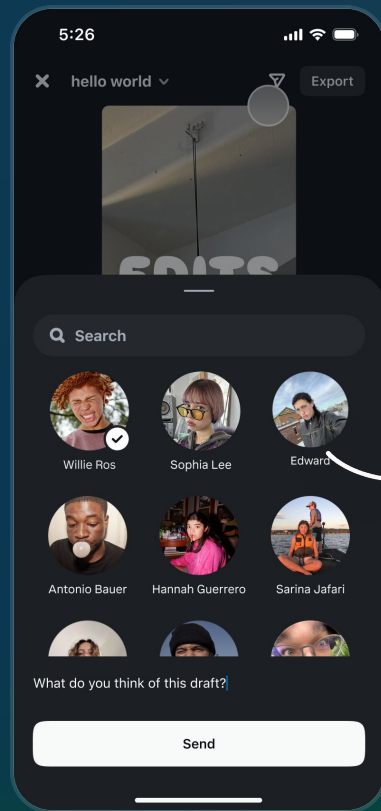 5:26
hello world
Export
EDITS
Search
Willie Ros
Sophia Lee
Edward
Antonio Bauer
Hannah Guerrero
Sarina Jafari
What do you think of this draft?
Send